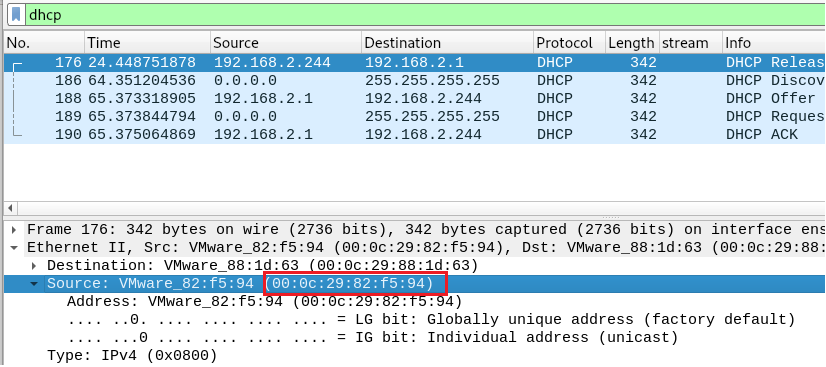 dhcp
No. Time Source Destination Protocol Length stream Info
176 24.448751878 192.168.2.244 192.168.2.1 DHCP 342 DHCP Releas
186 64.351204536 0.0.0.0 255.255.255.255 DHCP 342 DHCP Discov
188 65.373318905 192.168.2.1 192.168.2.244 DHCP 342 DHCP Offer
189 65.373844794 0.0.0.0 255.255.255.255 DHCP 342 DHCP Reques
190 65.375064869 192.168.2.1 192.168.2.244 DHCP 342 DHCP ACK
Frame 176: 342 bytes on wire (2736 bits), 342 bytes captured (2736 bits) on interface ens
Ethernet II, Src: VMware_82:f5:94 (00:0c:29:82:f5:94), Dst: VMware_88:1d:63 (00:0c:29:88:
Destination: VMware_88:1d:63 (00:0c:29:88:1d:63)
Source: VMware_82:f5:94 (00:0c:29:82:f5:94)
Address: VMware_82:f5:94 (00:0c:29:82:f5:94)
.... ..0. .... .... .... .... = LG bit: Globally unique address (factory default)
.... ...0 .... .... .... .... = IG bit: Individual address (unicast)
Type: IPv4 (0x0800)